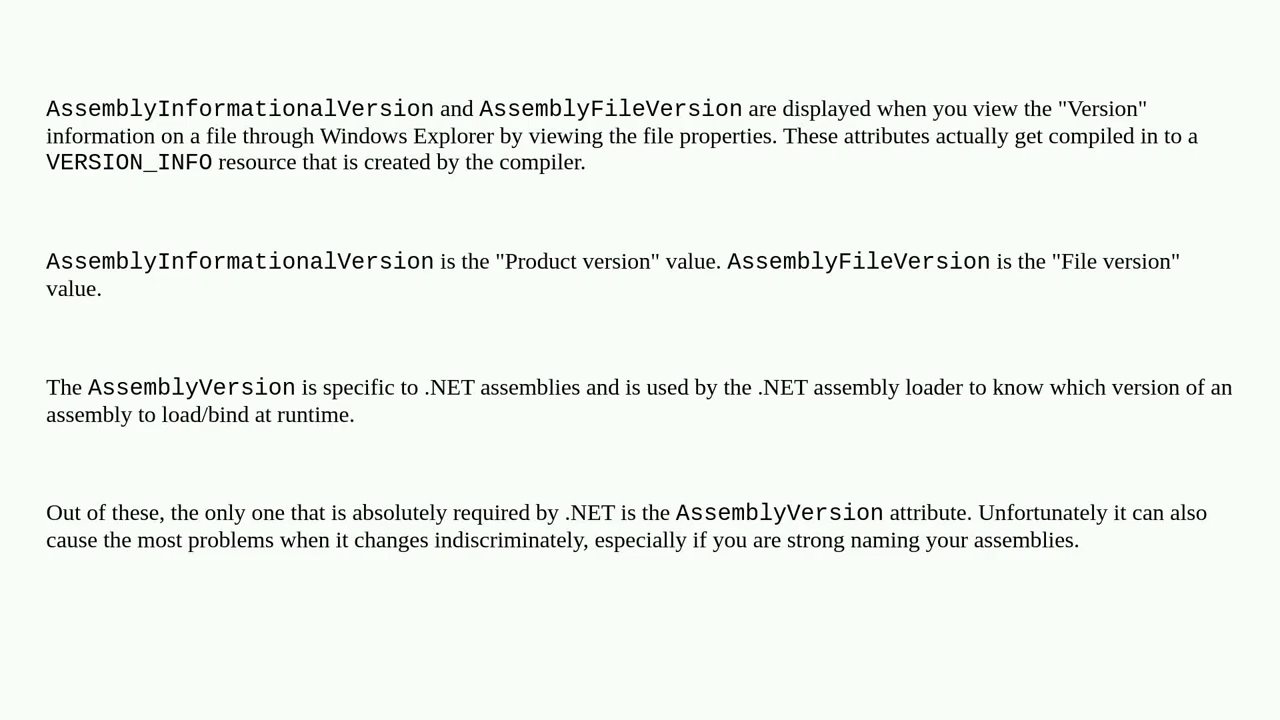 AssemblyInformationalVersion and AssemblyFileVersion are displayed when you view the "Version"
information on a file through Windows Explorer by viewing the file properties. These attributes actually get compiled in to a
VERSION_INFO resource that is created by the compiler.
AssemblyInformationalVersion is the "Product version" value. AssemblyFileVersion is the "File version"
value.
The AssemblyVersion is specific to .NET assemblies and is used by the .NET assembly loader to know which version of an
assembly to load/bind at runtime.
Out of these, the only one that is absolutely required by .NET is the AssemblyVersion attribute. Unfortunately it can also
cause the most problems when it changes indiscriminately, especially if you are strong naming your assemblies.